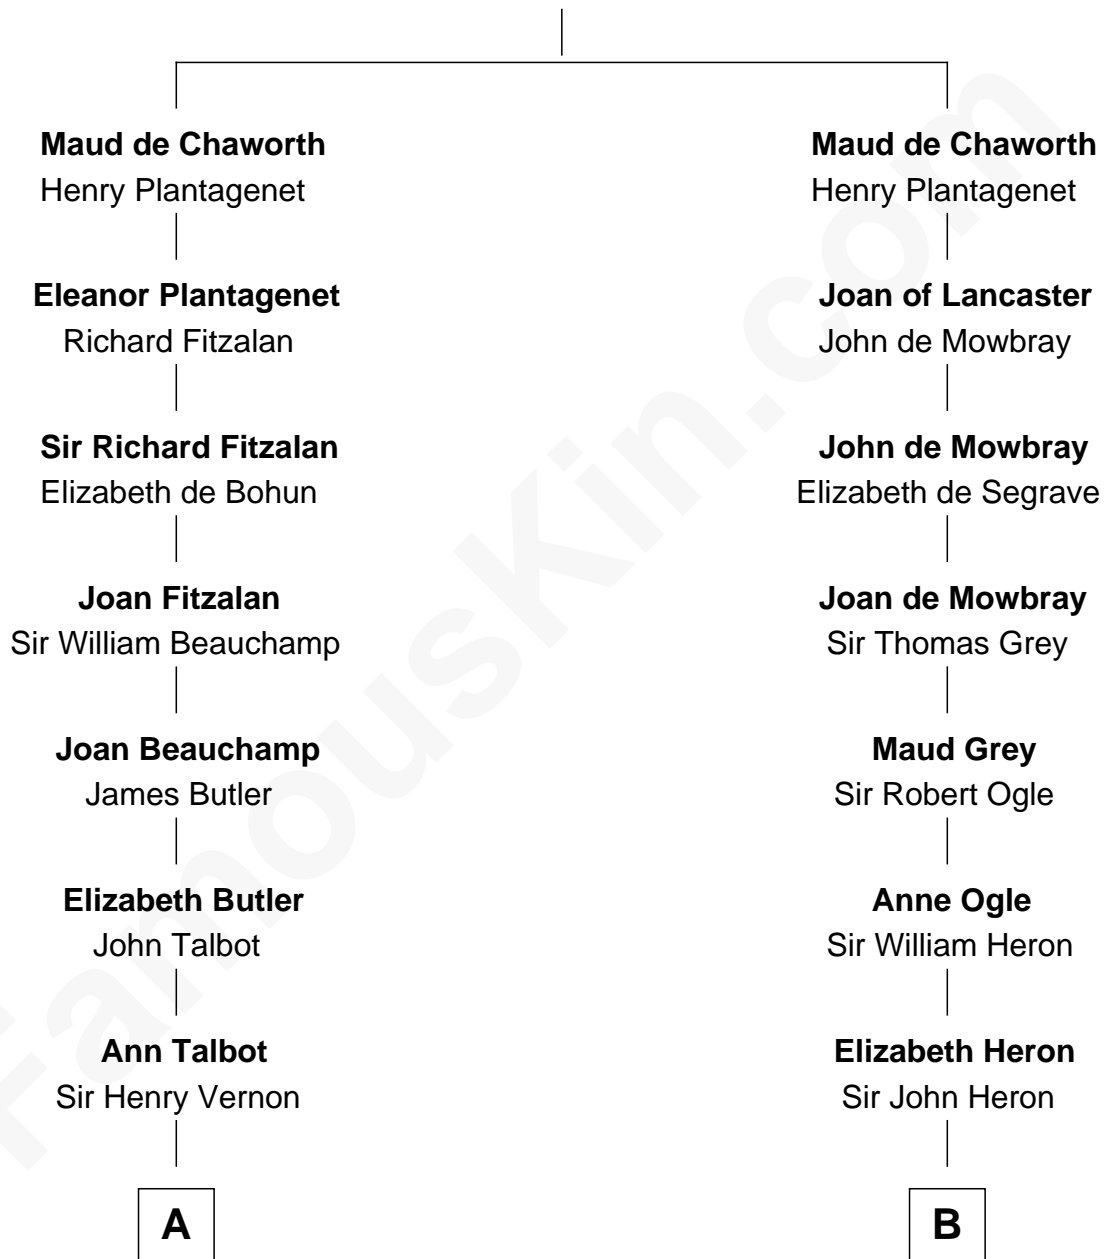 Maud de Chaworth
Henry Plantagenet
Eleanor Plantagenet
Richard Fitzalan
Sir Richard Fitzalan
Elizabeth de Bohun
Joan Fitzalan
Sir William Beauchamp
Joan Beauchamp
James Butler
Elizabeth Butler
John Talbot
Ann Talbot
Sir Henry Vernon
A
Maud de Chaworth
Henry Plantagenet
Joan of Lancaster
John de Mowbray
John de Mowbray
Elizabeth de Segrave
Joan de Mowbray
Sir Thomas Grey
Maud Grey
Sir Robert Ogle
Anne Ogle
Sir William Heron
Elizabeth Heron
Sir John Heron
B
FamousKin.com